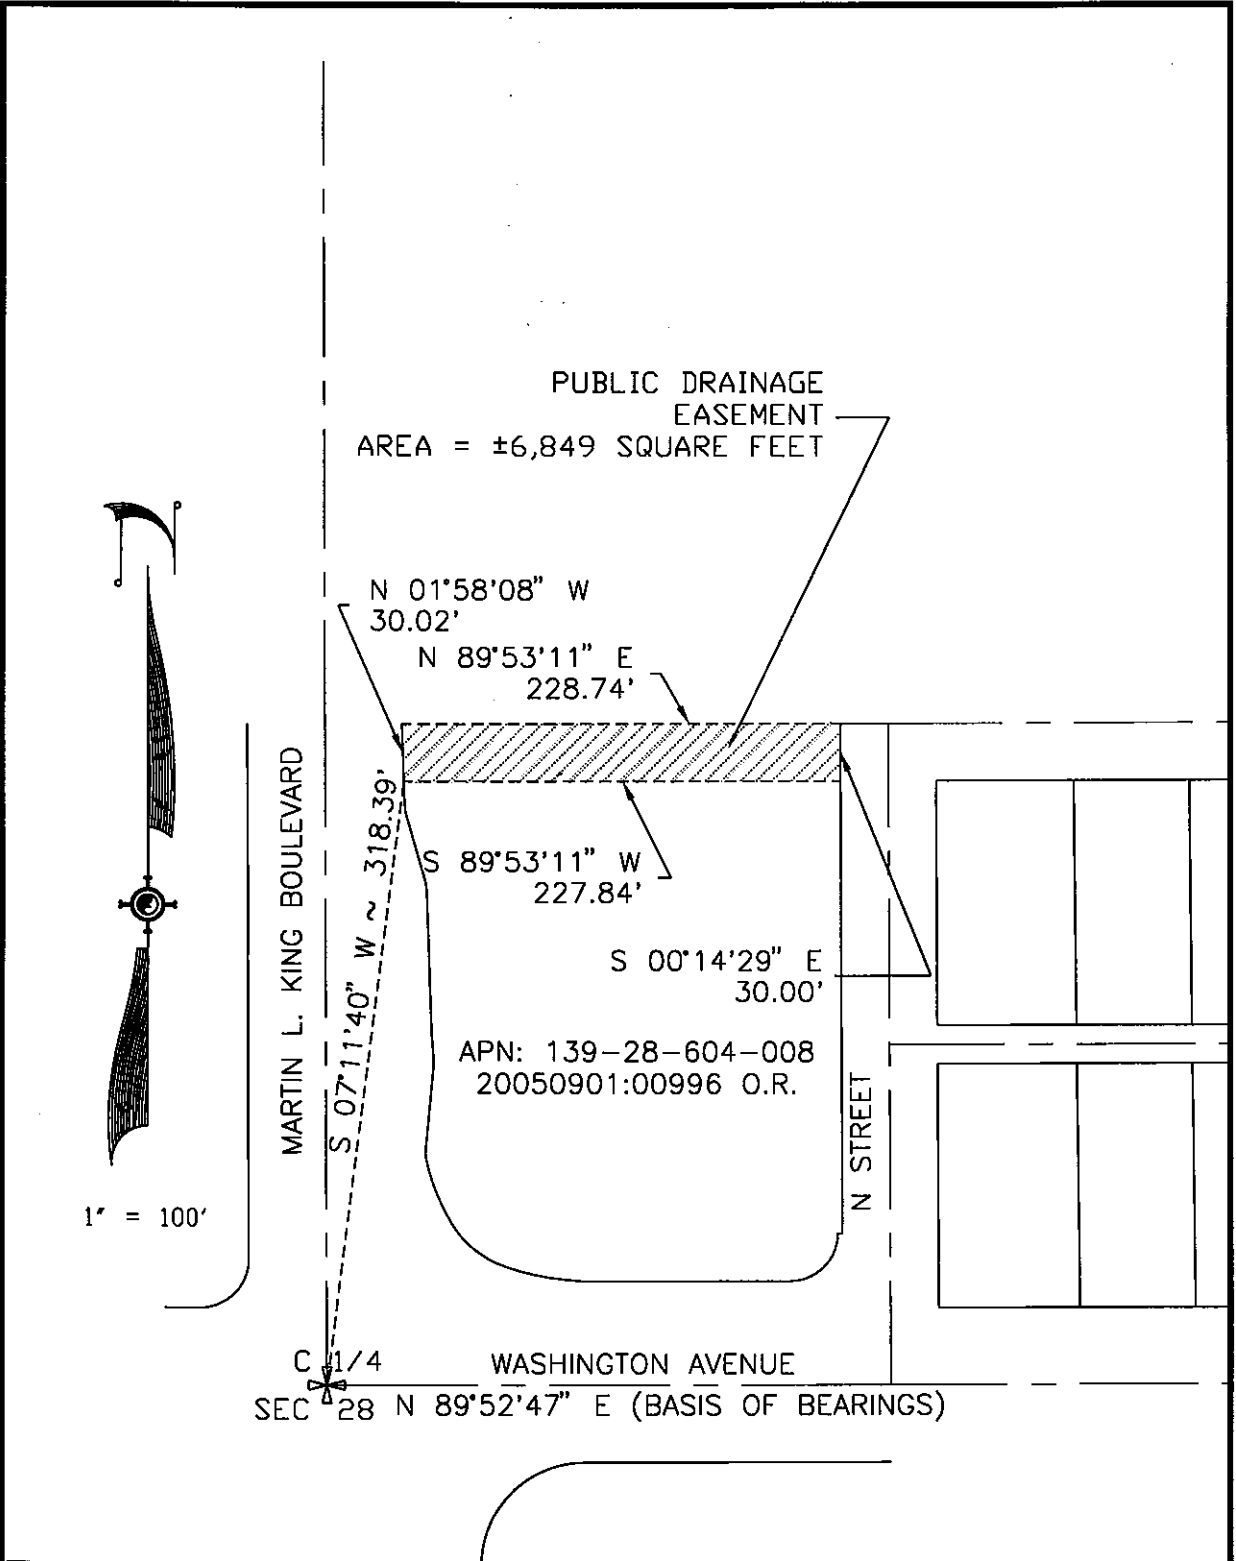 PUBLIC DRAINAGE
EASEMENT
AREA = ±6,849 SQUARE FEET
N 01°58'08" W
30.02'
N 89°53'11" E
228.74'
MARTIN L. KING BOULEVARD
S 07°11'40" W ~ 318.39'
S 89°53'11" W
227.84'
S 00°14'29" E
30.00'
APN: 139-28-604-008
20050901:00996 O.R.
N STREET
1" = 100'
C 1/4
SEC 28
WASHINGTON AVENUE
N 89°52'47" E (BASIS OF BEARINGS)